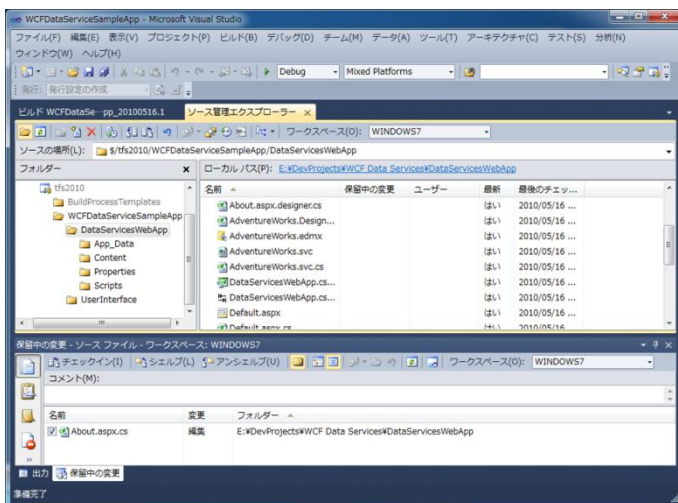 WCFDataServiceSampleApp - Microsoft Visual Studio
ファイル(F) 編集(E) 表示(V) プロジェクト(P) ビルド(B) デバッグ(D) チーム(M) データ(A) ツール(T) アーキテクチャ(C) テスト(S) 分析(N)
ウィンドウ(W) ヘルプ(H)
Debug Mixed Platforms
発行: 発行設定の作成
ビルド WCFDataSe…pp_20100516.1 ソース管理エクスプローラー
ワークスペース(O): WINDOWS7
ソースの場所(L): $/tfs2010/WCFDataServiceSampleApp/DataServicesWebApp
フォルダー ローカル パス(P): E:¥DevProjects¥WCF Data Services¥DataServicesWebApp
tfs2010
BuildProcessTemplates
WCFDataServiceSampleApp
DataServicesWebApp
App_Data
Content
Properties
Scripts
UserInterface
名前 保留中の変更 ユーザー 最新 最後のチェッ...
About.aspx.designer.cs はい 2010/05/16 ...
AdventureWorks.Design... はい 2010/05/16 ...
AdventureWorks.edmx はい 2010/05/16 ...
AdventureWorks.svc はい 2010/05/16 ...
AdventureWorks.svc.cs はい 2010/05/16 ...
DataServicesWebApp.cs... はい 2010/05/16 ...
DataServicesWebApp.cs... はい 2010/05/16 ...
Default.aspx はい 2010/05/16 ...
Default.aspx.cs はい 2010/05/16
保留中の変更 - ソース ファイル - ワークスペース: WINDOWS7
チェックイン(I) シェルブ(L) アンシェルブ(U) ワークスペース(O): WINDOWS7
コメント(M):
名前 変更 フォルダー
About.aspx.cs 編集 E:¥DevProjects¥WCF Data Services¥DataServicesWebApp
出力 保留中の変更
準備完了